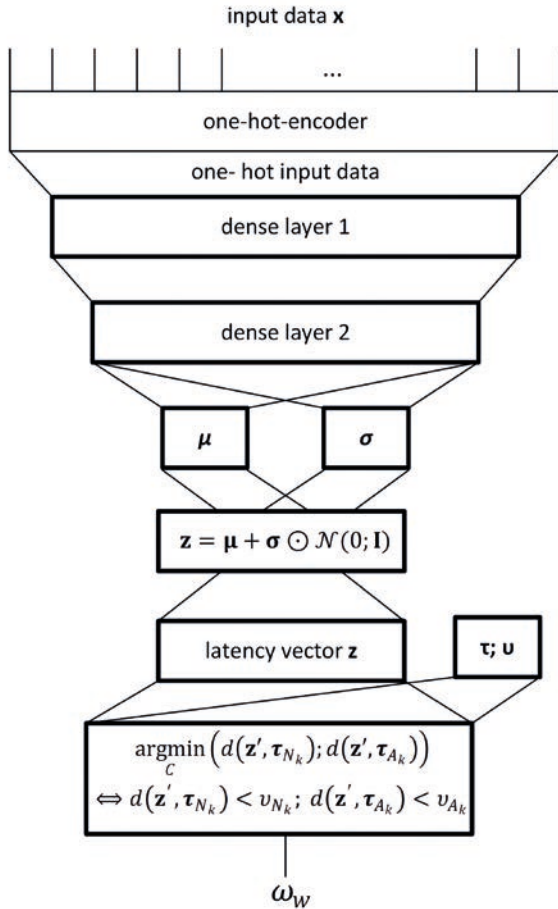 input data x
...
one-hot-encoder
one- hot input data
dense layer 1
dense layer 2
μ σ
z = μ + σ ⊙ 𝒩(0; I)
latency vector z
τ; υ
argmin_C (d(z', τ_{N_k}); d(z', τ_{A_k}))
⇔ d(z', τ_{N_k}) < υ_{N_k}; d(z', τ_{A_k}) < υ_{A_k}
ω_w